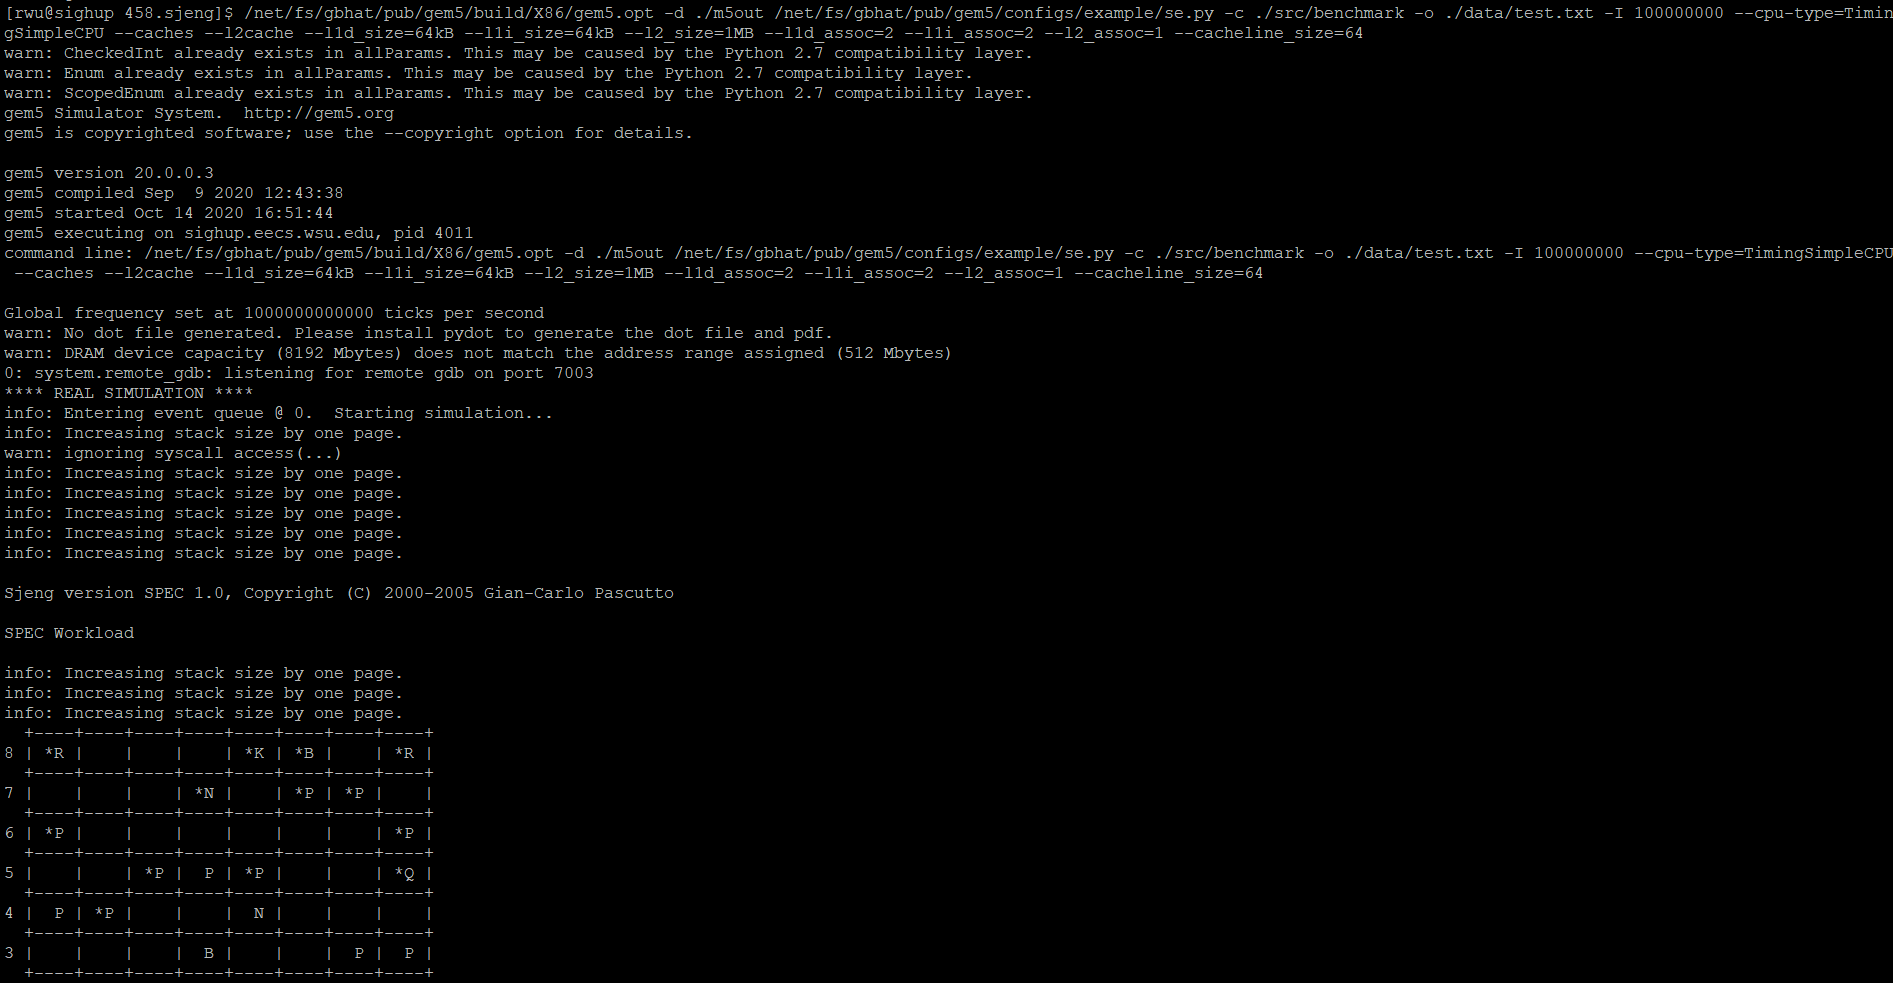 [rwu@sighup 458.sjeng]$ /net/fs/gbhat/pub/gem5/build/X86/gem5.opt -d ./m5out /net/fs/gbhat/pub/gem5/configs/example/se.py -c ./src/benchmark -o ./data/test.txt -I 100000000 --cpu-type=Timin
gSimpleCPU --caches --l2cache --l1d_size=64kB --l1i_size=64kB --l2_size=1MB --l1d_assoc=2 --l1i_assoc=2 --l2_assoc=1 --cacheline_size=64
warn: CheckedInt already exists in allParams. This may be caused by the Python 2.7 compatibility layer.
warn: Enum already exists in allParams. This may be caused by the Python 2.7 compatibility layer.
warn: ScopedEnum already exists in allParams. This may be caused by the Python 2.7 compatibility layer.
gem5 Simulator System.  http://gem5.org
gem5 is copyrighted software; use the --copyright option for details.

gem5 version 20.0.0.3
gem5 compiled Sep  9 2020 12:43:38
gem5 started Oct 14 2020 16:51:44
gem5 executing on sighup.eecs.wsu.edu, pid 4011
command line: /net/fs/gbhat/pub/gem5/build/X86/gem5.opt -d ./m5out /net/fs/gbhat/pub/gem5/configs/example/se.py -c ./src/benchmark -o ./data/test.txt -I 100000000 --cpu-type=TimingSimpleCPU
 --caches --l2cache --l1d_size=64kB --l1i_size=64kB --l2_size=1MB --l1d_assoc=2 --l1i_assoc=2 --l2_assoc=1 --cacheline_size=64

Global frequency set at 1000000000000 ticks per second
warn: No dot file generated. Please install pydot to generate the dot file and pdf.
warn: DRAM device capacity (8192 Mbytes) does not match the address range assigned (512 Mbytes)
0: system.remote_gdb: listening for remote gdb on port 7003
**** REAL SIMULATION ****
info: Entering event queue @ 0.  Starting simulation...
info: Increasing stack size by one page.
warn: ignoring syscall access(...)
info: Increasing stack size by one page.
info: Increasing stack size by one page.
info: Increasing stack size by one page.
info: Increasing stack size by one page.
info: Increasing stack size by one page.

Sjeng version SPEC 1.0, Copyright (C) 2000-2005 Gian-Carlo Pascutto

SPEC Workload

info: Increasing stack size by one page.
info: Increasing stack size by one page.
info: Increasing stack size by one page.
  +----+----+----+----+----+----+----+----+
8 | *R |    |    |    | *K | *B |    | *R |
  +----+----+----+----+----+----+----+----+
7 |    |    |    | *N |    | *P | *P |    |
  +----+----+----+----+----+----+----+----+
6 | *P |    |    |    |    |    |    | *P |
  +----+----+----+----+----+----+----+----+
5 |    |    | *P |  P | *P |    |    | *Q |
  +----+----+----+----+----+----+----+----+
4 |  P | *P |    |    |  N |    |    |    |
  +----+----+----+----+----+----+----+----+
3 |    |    |    |  B |    |    |  P |  P |
  +----+----+----+----+----+----+----+----+